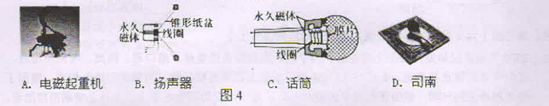 永久
磁体
锥形纸盆
线圈
永久磁体
膜片
线圈
A. 电磁起重机
B. 扬声器
C. 话筒
D. 司南
图4